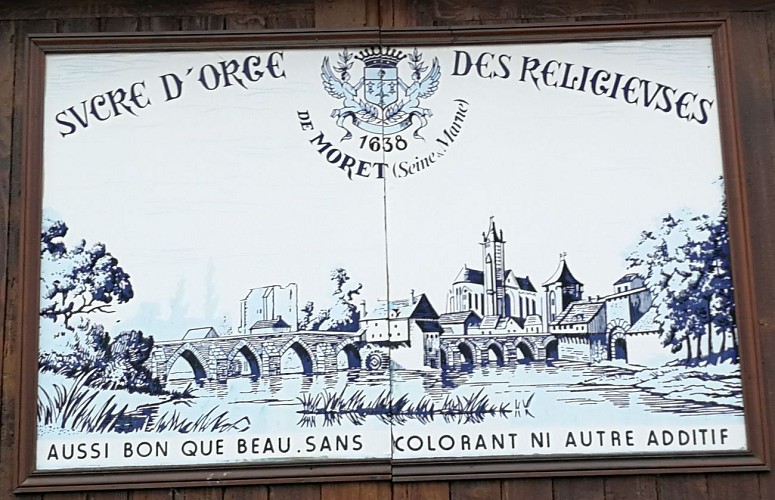 SVCRE D'ORGE DES RELIGIEVSES
1638
DE MORET (Seine & Marne)
AUSSI BON QUE BEAU. SANS COLORANT NI AUTRE ADDITIF